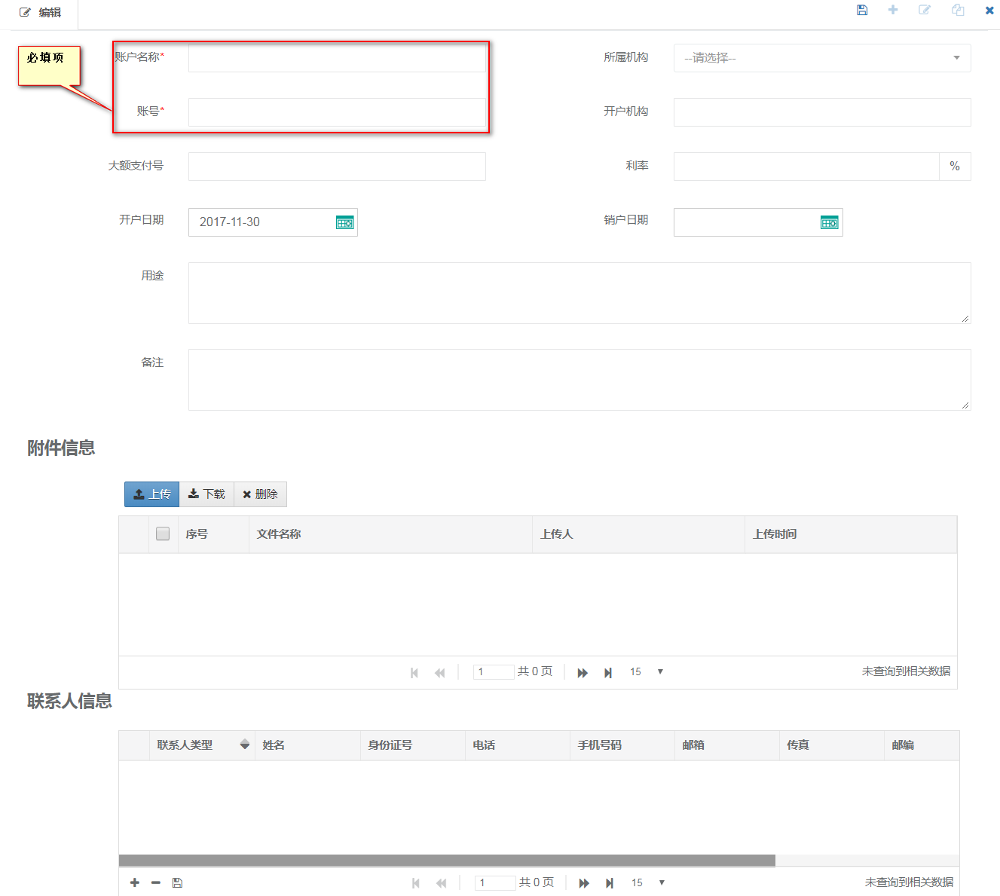 编辑
必填项
账户名称*
所属机构 --请选择--
账号*
开户机构
大额支付号
利率 %
开户日期 2017-11-30
销户日期
用途
备注
附件信息
上传 下载 删除
序号 文件名称 上传人 上传时间
1 共 0 页 15 未查询到相关数据
联系人信息
联系人类型 姓名 身份证号 电话 手机号码 邮箱 传真 邮编
1 共 0 页 15 未查询到相关数据